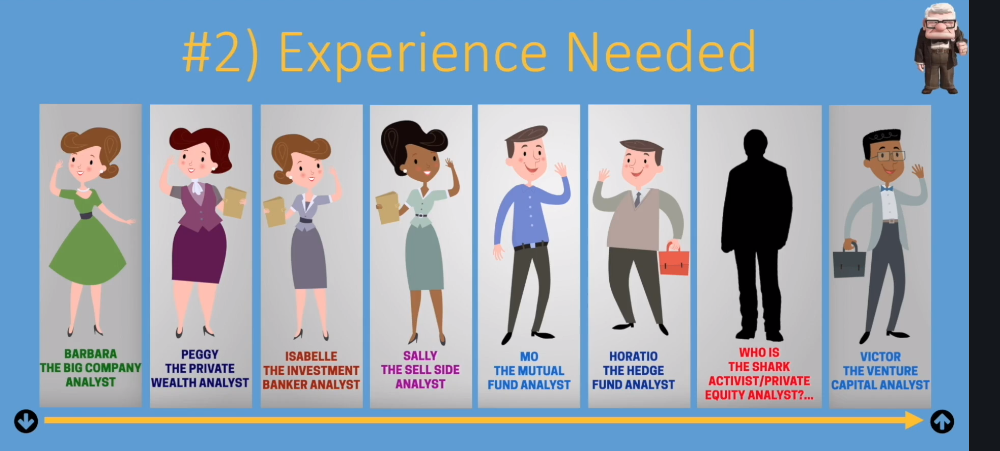 #2) Experience Needed
BARBARA
THE BIG COMPANY
ANALYST
PEGGY
THE PRIVATE
WEALTH ANALYST
ISABELLE
THE INVESTMENT
BANKER ANALYST
SALLY
THE SELL SIDE
ANALYST
MO
THE MUTUAL
FUND ANALYST
HORATIO
THE HEDGE
FUND ANALYST
WHO IS
THE SHARK
ACTIVIST/PRIVATE
EQUITY ANALYST?...
VICTOR
THE VENTURE
CAPITAL ANALYST